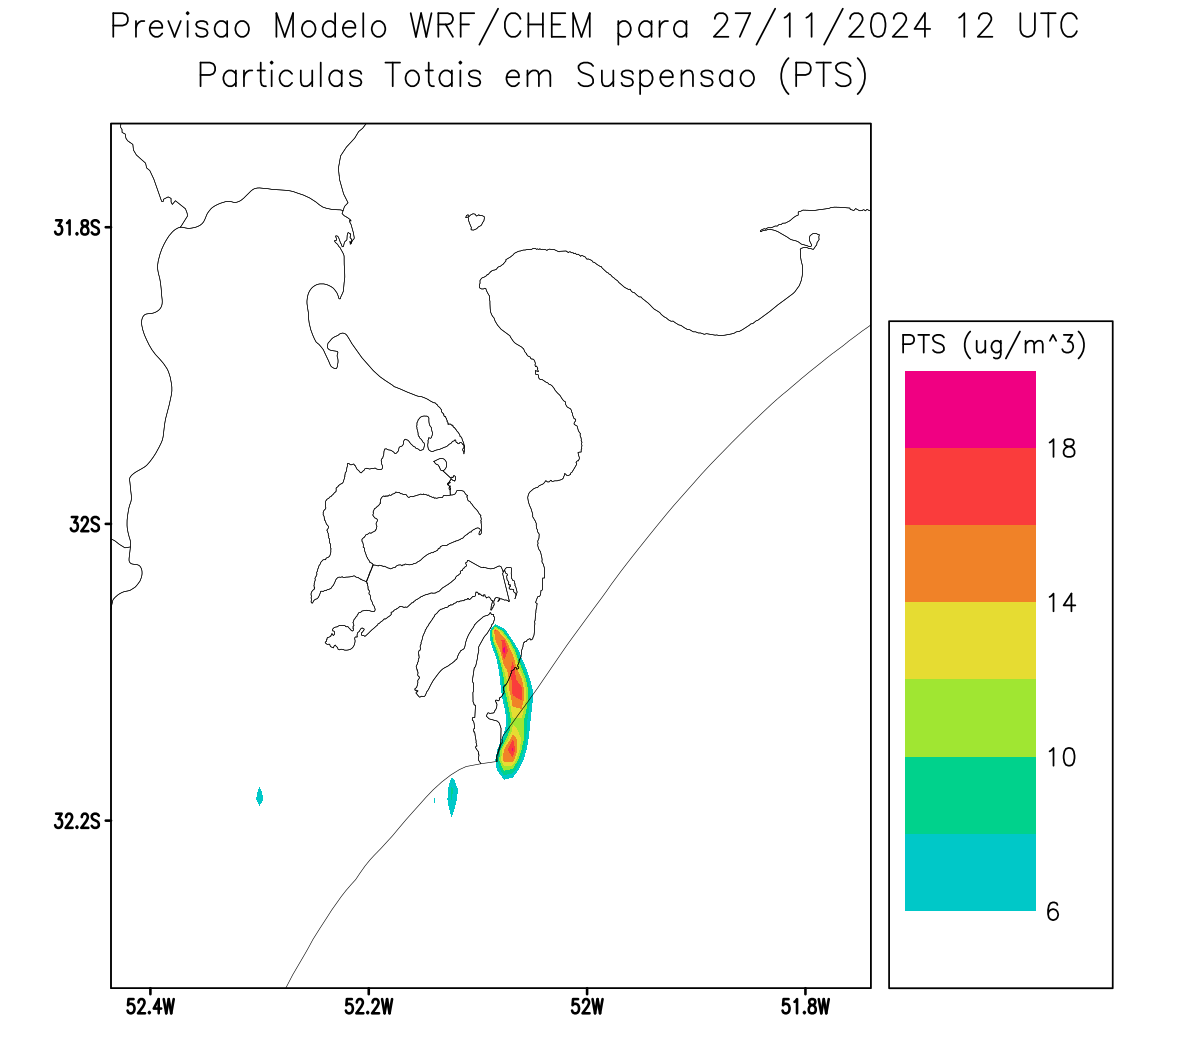 Previsao Modelo WRF/CHEM para 27/11/2024 12 UTC
Particulas Totais em Suspensao (PTS)
31.8S
32S
32.2S
52.4W
52.2W
52W
51.8W
PTS (ug/m^3)
18
14
10
6